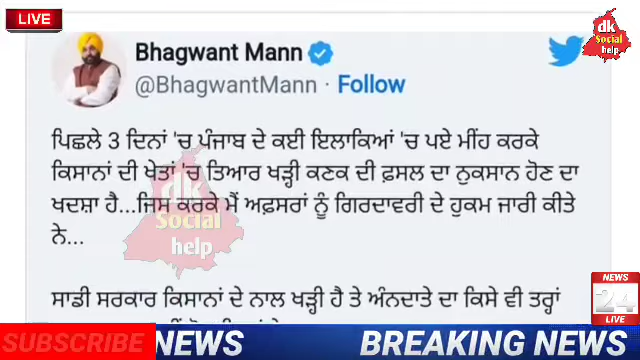 LIVE
dk
Social
help
Bhagwant Mann
@BhagwantMann · Follow
ਪਿਛਲੇ 3 ਦਿਨਾਂ 'ਚ ਪੰਜਾਬ ਦੇ ਕਈ ਇਲਾਕਿਆਂ 'ਚ ਪਏ ਮੀਂਹ ਕਰਕੇ
ਕਿਸਾਨਾਂ ਦੀ ਖੇਤਾਂ 'ਚ ਤਿਆਰ ਖੜ੍ਹੀ ਕਣਕ ਦੀ ਫ਼ਸਲ ਦਾ ਨੁਕਸਾਨ ਹੋਣ ਦਾ
ਖਦਸ਼ਾ ਹੈ...ਜਿਸ ਕਰਕੇ ਮੈਂ ਅਫ਼ਸਰਾਂ ਨੂੰ ਗਿਰਦਾਵਰੀ ਦੇ ਹੁਕਮ ਜਾਰੀ ਕੀਤੇ
ਨੇ...
dk
Social
help
ਸਾਡੀ ਸਰਕਾਰ ਕਿਸਾਨਾਂ ਦੇ ਨਾਲ ਖੜ੍ਹੀ ਹੈ ਤੇ ਅੰਨਦਾਤੇ ਦਾ ਕਿਸੇ ਵੀ ਤਰ੍ਹਾਂ
NEWS
24
LIVE
SUBSCRIBE NEWS BREAKING NEWS